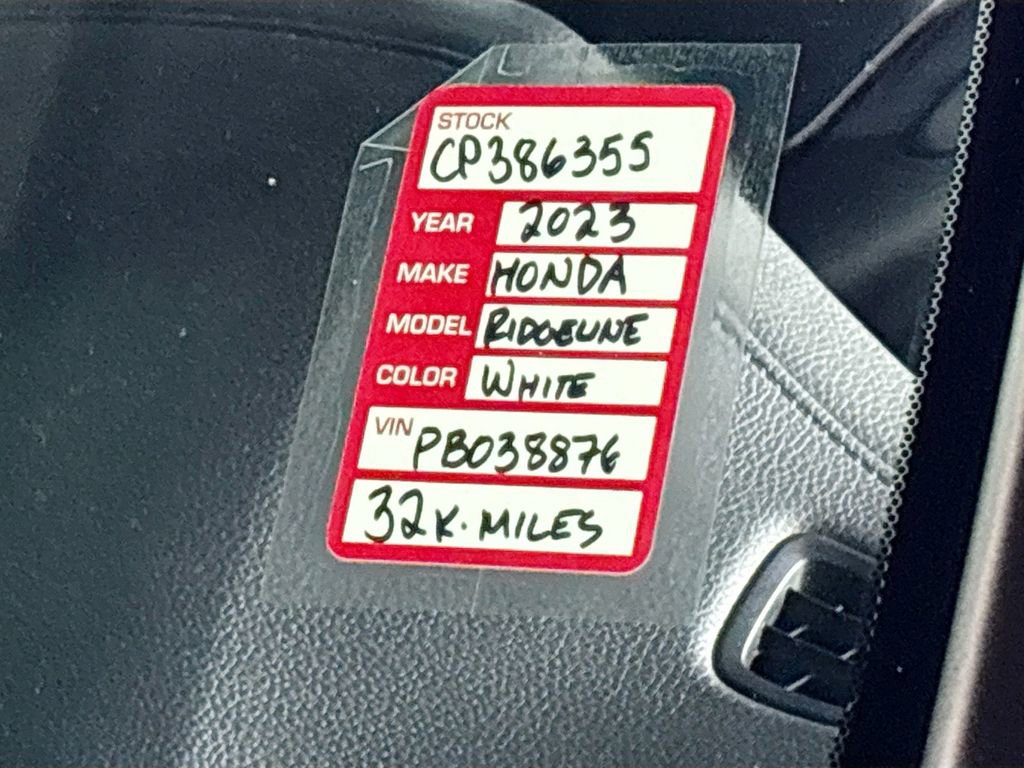 STOCK
CP386355
YEAR 2023
MAKE HONDA
MODEL RIDGELINE
COLOR WHITE
VIN PB038876
32K. MILES